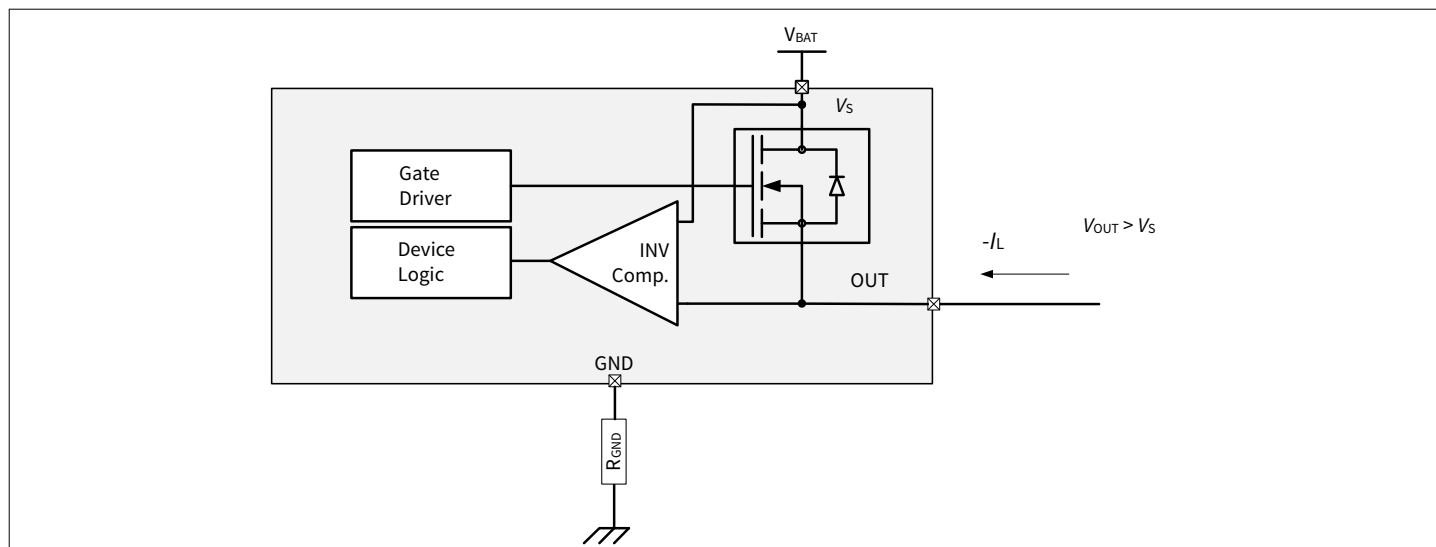 VBAT
VS
Gate
Driver
Device
Logic
INV
Comp.
OUT
-IL
VOUT > VS
GND
RGND